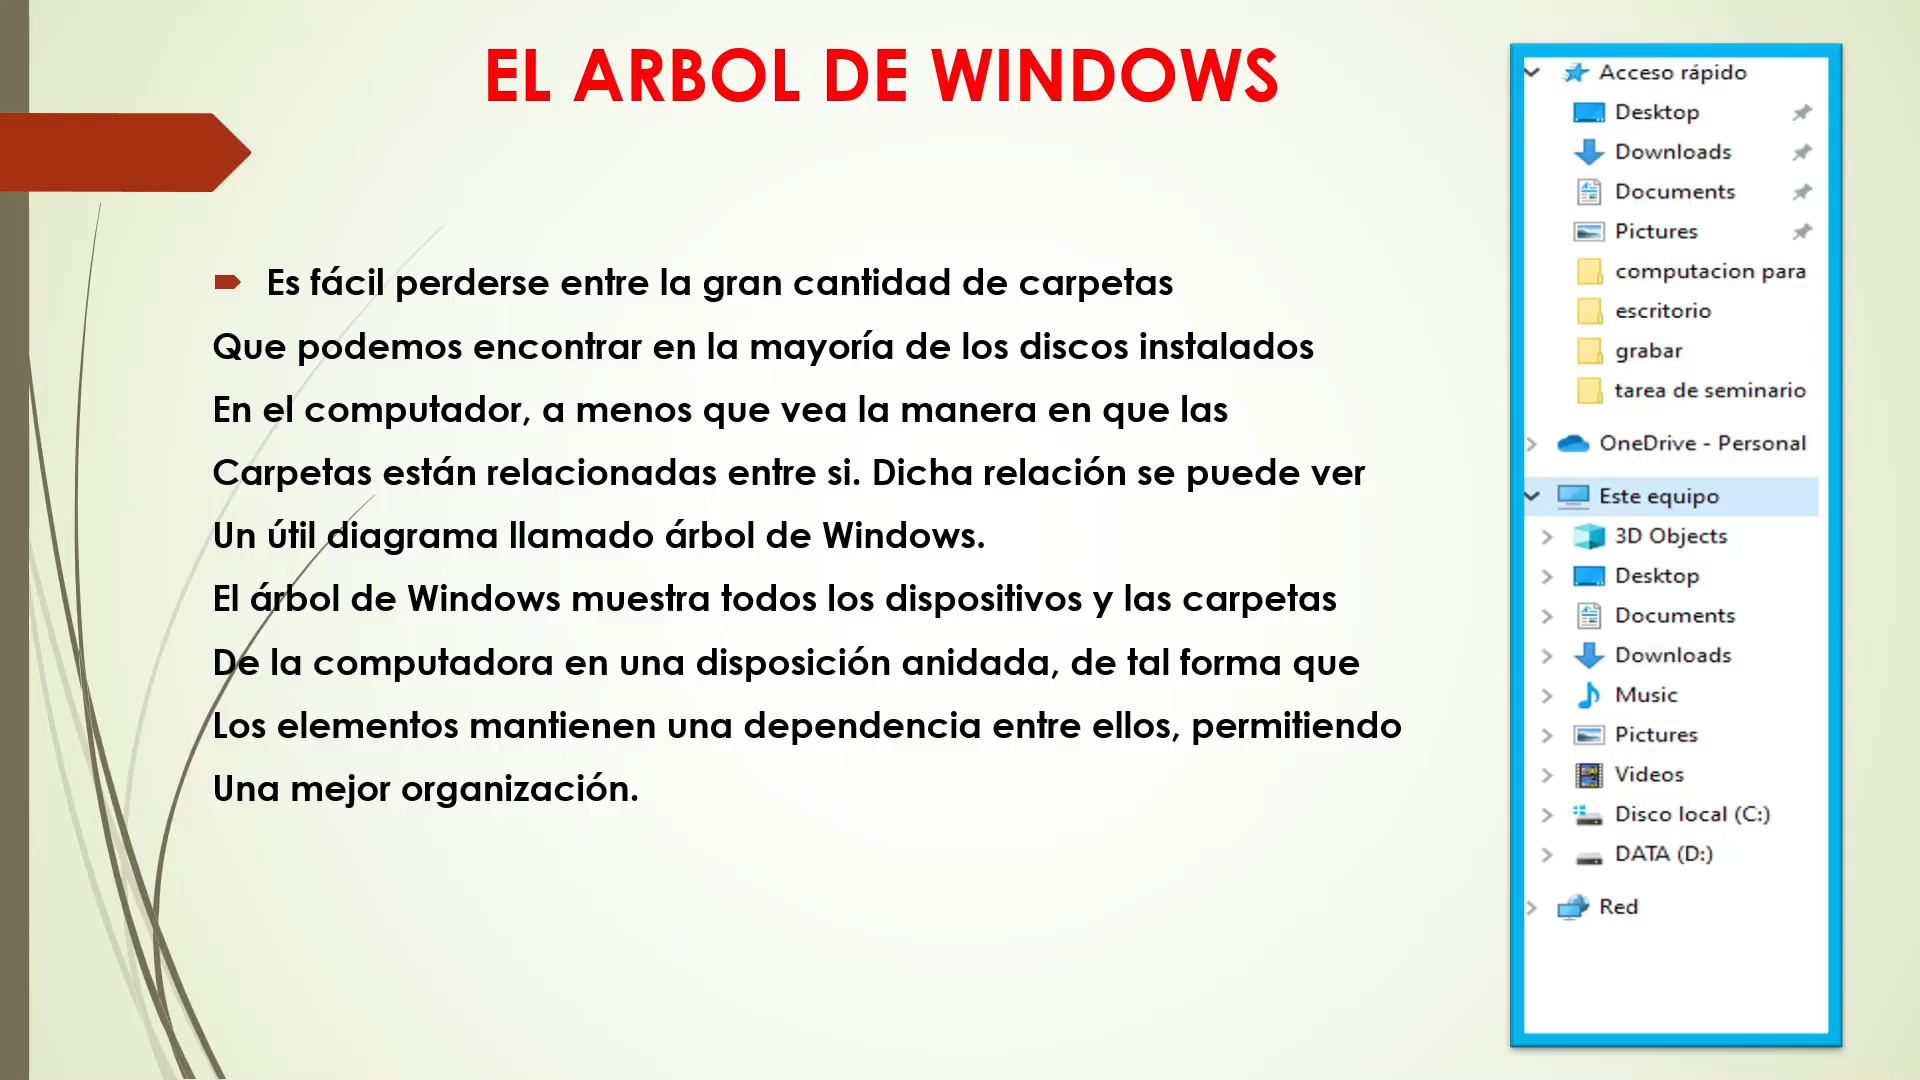 EL ARBOL DE WINDOWS
Es fácil perderse entre la gran cantidad de carpetas
Que podemos encontrar en la mayoría de los discos instalados
En el computador, a menos que vea la manera en que las
Carpetas están relacionadas entre si. Dicha relación se puede ver
Un útil diagrama llamado árbol de Windows.
El árbol de Windows muestra todos los dispositivos y las carpetas
De la computadora en una disposición anidada, de tal forma que
Los elementos mantienen una dependencia entre ellos, permitiendo
Una mejor organización.
Acceso rápido
Desktop
Downloads
Documents
Pictures
computacion para
escritorio
grabar
tarea de seminario
OneDrive - Personal
Este equipo
3D Objects
Desktop
Documents
Downloads
Music
Pictures
Videos
Disco local (C:)
DATA (D:)
Red